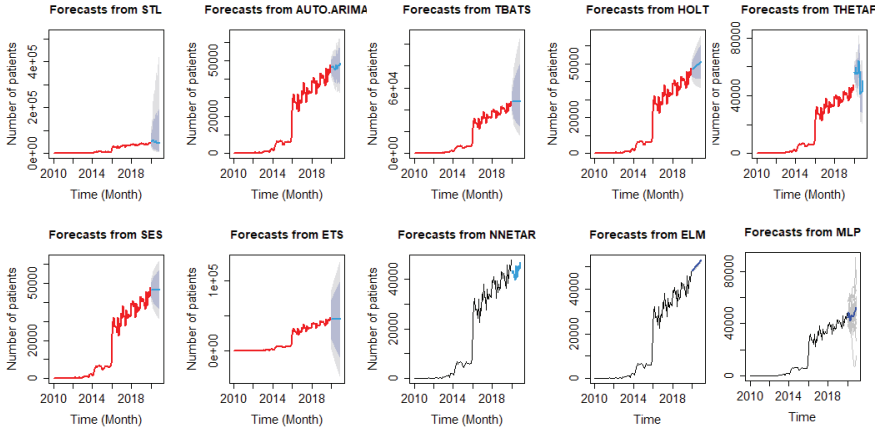 Forecasts from STL
Number of patients
0e+00
2e+05
4e+05
2010 2014 2018
Time (Month)
Forecasts from AUTO.ARIMA
Number of patients
0
20000
50000
2010 2014 2018
Time (Month)
Forecasts from TBATS
Number of patients
0e+00
6e+04
2010 2014 2018
Time (Month)
Forecasts from HOLT
Number of patients
0
20000
50000
2010 2014 2018
Time (Month)
Forecasts from THETAF
Number of patients
0
40000
80000
2010 2014 2018
Time (Month)
Forecasts from SES
Number of patients
0
20000
50000
2010 2014 2018
Time (Month)
Forecasts from ETS
Number of patients
0e+00
1e+05
2010 2014 2018
Time (Month)
Forecasts from NNETAR
Number of patients
0
20000
40000
2010 2014 2018
Time (Month)
Forecasts from ELM
0
20000
40000
2010 2014 2018
Time
Forecasts from MLP
0
40000
80000
2010 2014 2018
Time